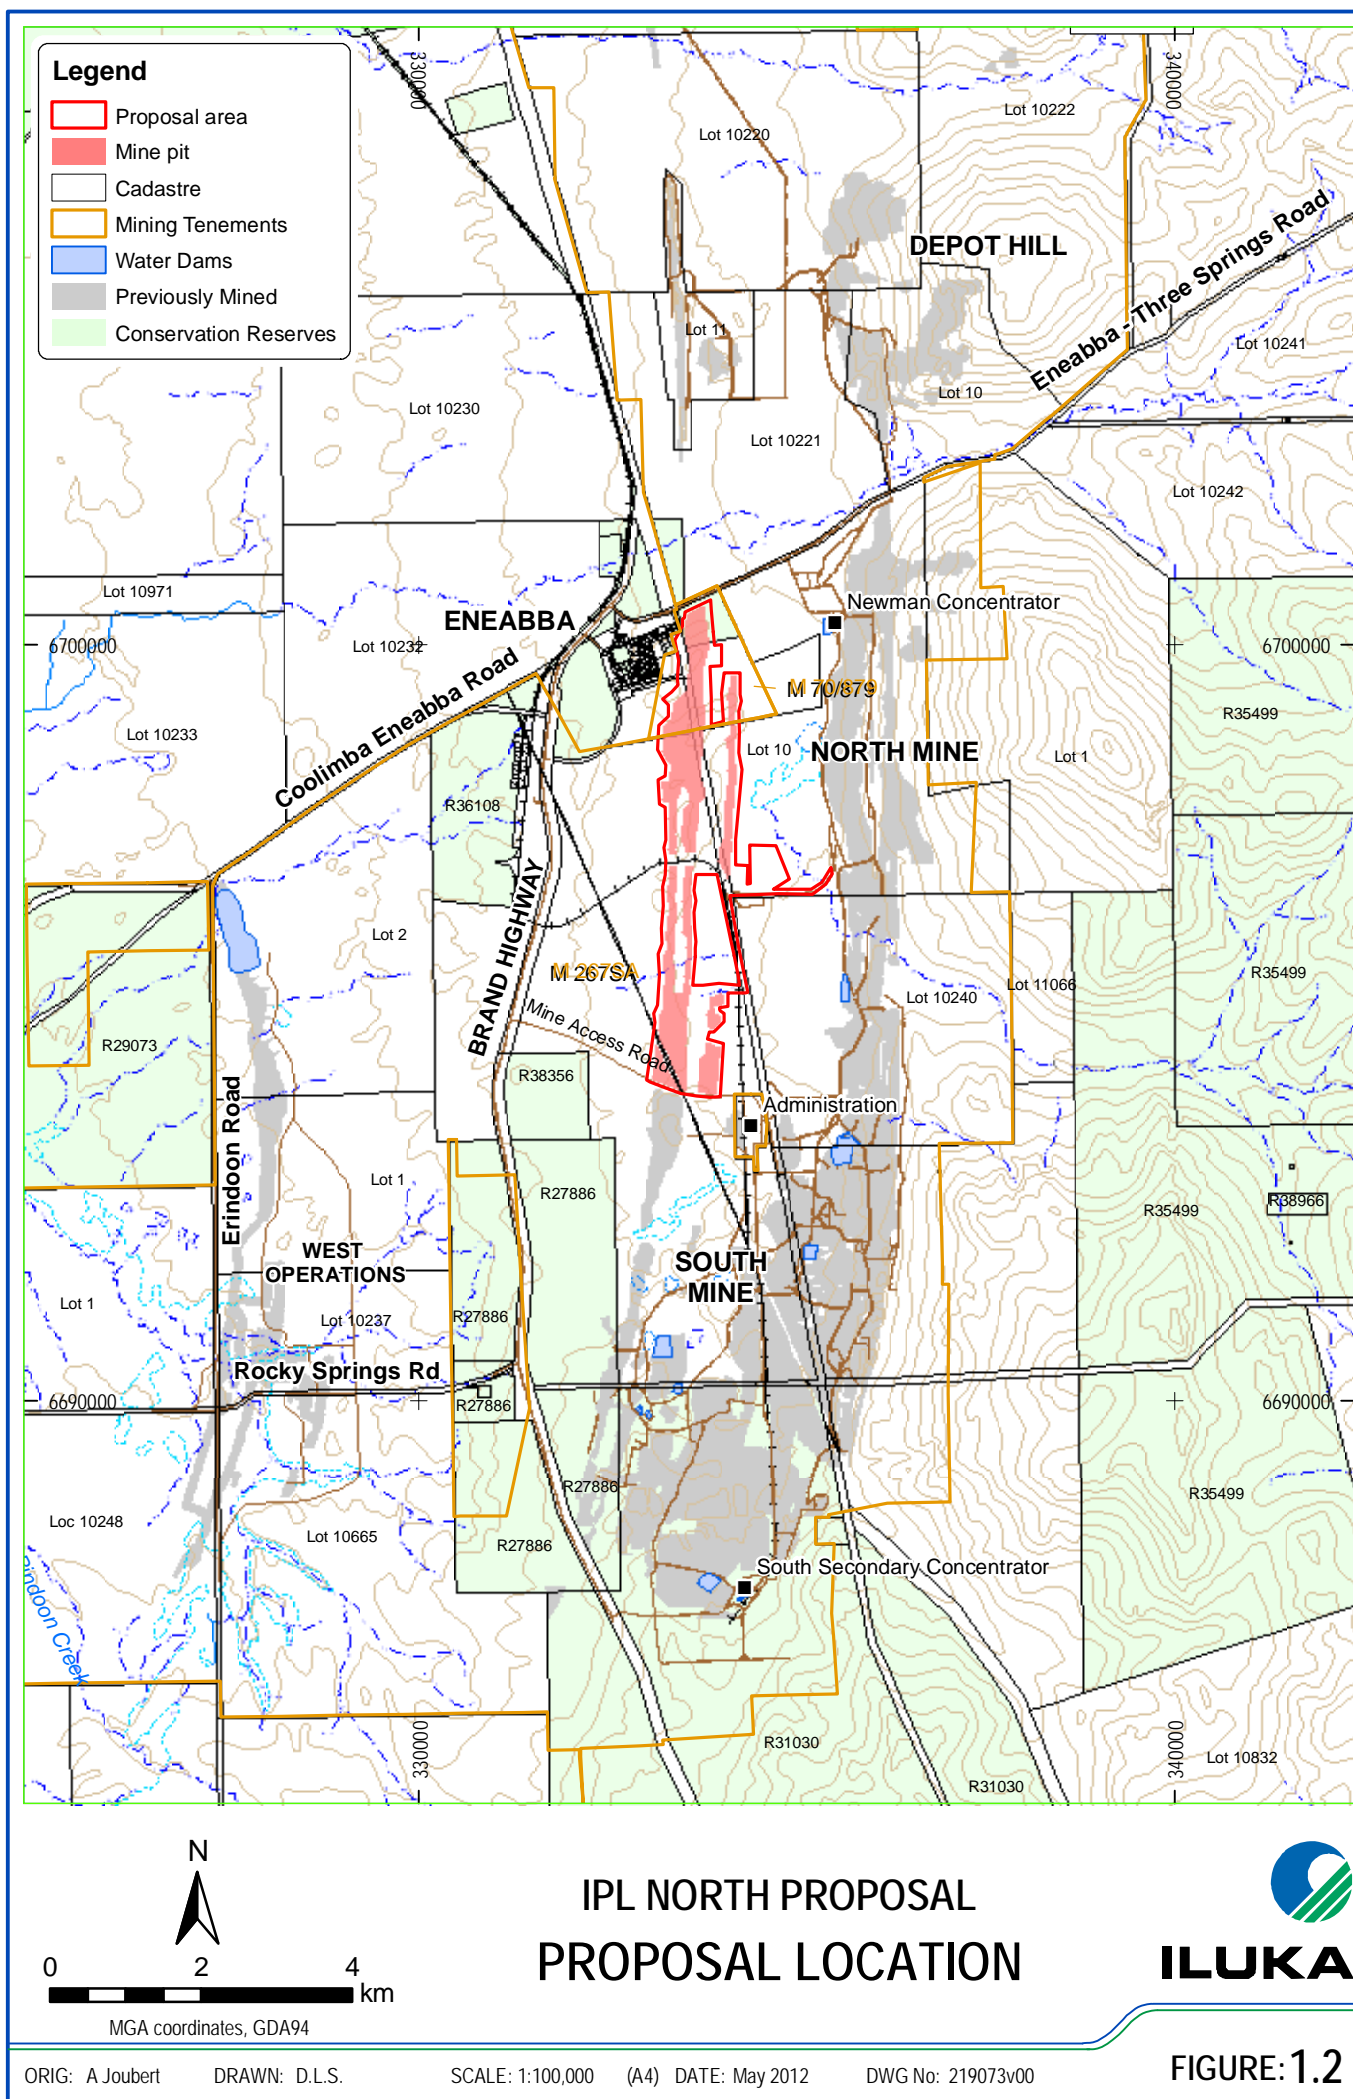 Legend
Proposal area
Mine pit
Cadastre
Mining Tenements
Water Dams
Previously Mined
Conservation Reserves
330000
340000
Lot 10222
Lot 10220
DEPOT HILL
Eneabba - Three Springs Road
Lot 11
Lot 10241
Lot 10230
Lot 10
Lot 10221
Lot 10242
Lot 10971
Newman Concentrator
ENEABBA
6700000
Lot 10232
6700000
M 70/879
R35499
Coolimba Eneabba Road
Lot 10233
Lot 10
NORTH MINE
Lot 1
R36108
BRAND HIGHWAY
Lot 2
M 267SA
R35499
Lot 10240
Lot 11066
Mine Access Road
R29073
R38356
Erindoon Road
Administration
Lot 1
R27886
R38966
R35499
WEST
OPERATIONS
SOUTH
MINE
Lot 1
Lot 10237
R27886
Rocky Springs Rd
6690000
R27886
6690000
R27886
R35499
Loc 10248
Lot 10665
R27886
South Secondary Concentrator
indoon Creek
330000
340000
R31030
Lot 10832
R31030
N
0 2 4
km
MGA coordinates, GDA94
IPL NORTH PROPOSAL
PROPOSAL LOCATION
ILUKA
ORIG: A Joubert DRAWN: D.L.S. SCALE: 1:100,000 (A4) DATE: May 2012 DWG No: 219073v00
FIGURE: 1.2